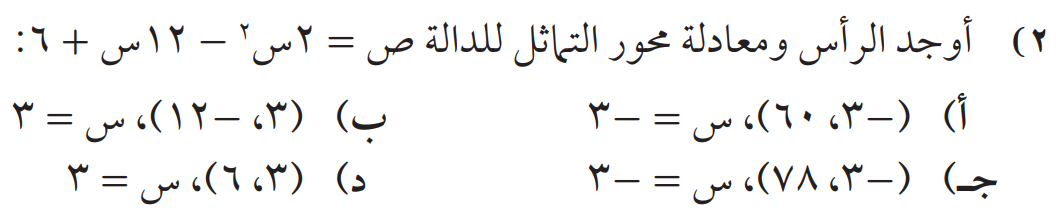 ٢) أوجد الرأس ومعادلة محور التماثل للدالة ص = ٢س٢ – ١٢س + ٦:
أ) (–٣، ٦٠)، س = –٣ ب) (٣، –١٢)، س = ٣
جـ) (–٣، ٧٨)، س = –٣ د) (٣، ٦)، س = ٣